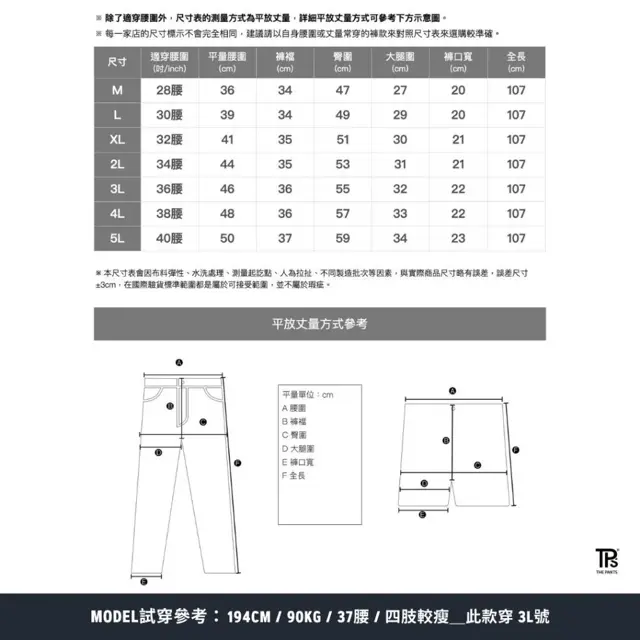 ※ 除了適穿腰圍外，尺寸表的測量方式為平放丈量，詳細平放丈量方式可參考下方示意圖。
※ 每一家店的尺寸標示不會完全相同，建議請以自身腰圍或丈量常穿的褲款來對照尺寸表來選購較準確。
尺寸 適穿腰圍 (吋/inch) 平量腰圍 (cm) 褲襠 (cm) 臀圍 (cm) 大腿圍 (cm) 褲口寬 (cm) 全長 (cm)
M 28腰 36 34 47 27 20 107
L 30腰 39 34 49 29 20 107
XL 32腰 41 35 51 30 21 107
2L 34腰 44 35 53 31 21 107
3L 36腰 46 36 55 32 22 107
4L 38腰 48 36 57 33 22 107
5L 40腰 50 37 59 34 23 107
※ 本尺寸表會因布料彈性、水洗處理、測量起訖點、人為拉扯、不同製造批次等因素，與實際商品尺寸略有誤差，誤差尺寸
±3cm，在國際驗貨標準範圍都是屬於可接受範圍，並不屬於瑕疵。
平放丈量方式參考
A
B
C
D
E
F
平量單位：cm
A 腰圍
B 褲襠
C 臀圍
D 大腿圍
E 褲口寬
F 全長
A
B
C
D
E
F
TPS
THE PANTS
MODEL試穿參考：194CM / 90KG / 37腰 / 四肢較瘦__此款穿 3L號